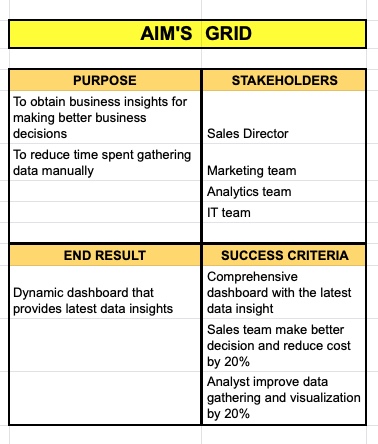 AIM'S GRID
PURPOSE
STAKEHOLDERS
To obtain business insights for
making better business
decisions
Sales Director
To reduce time spent gathering
data manually
Marketing team
Analytics team
IT team
END RESULT
SUCCESS CRITERIA
Dynamic dashboard that
provides latest data insights
Comprehensive
dashboard with the latest
data insight
Sales team make better
decision and reduce cost
by 20%
Analyst improve data
gathering and visualization
by 20%